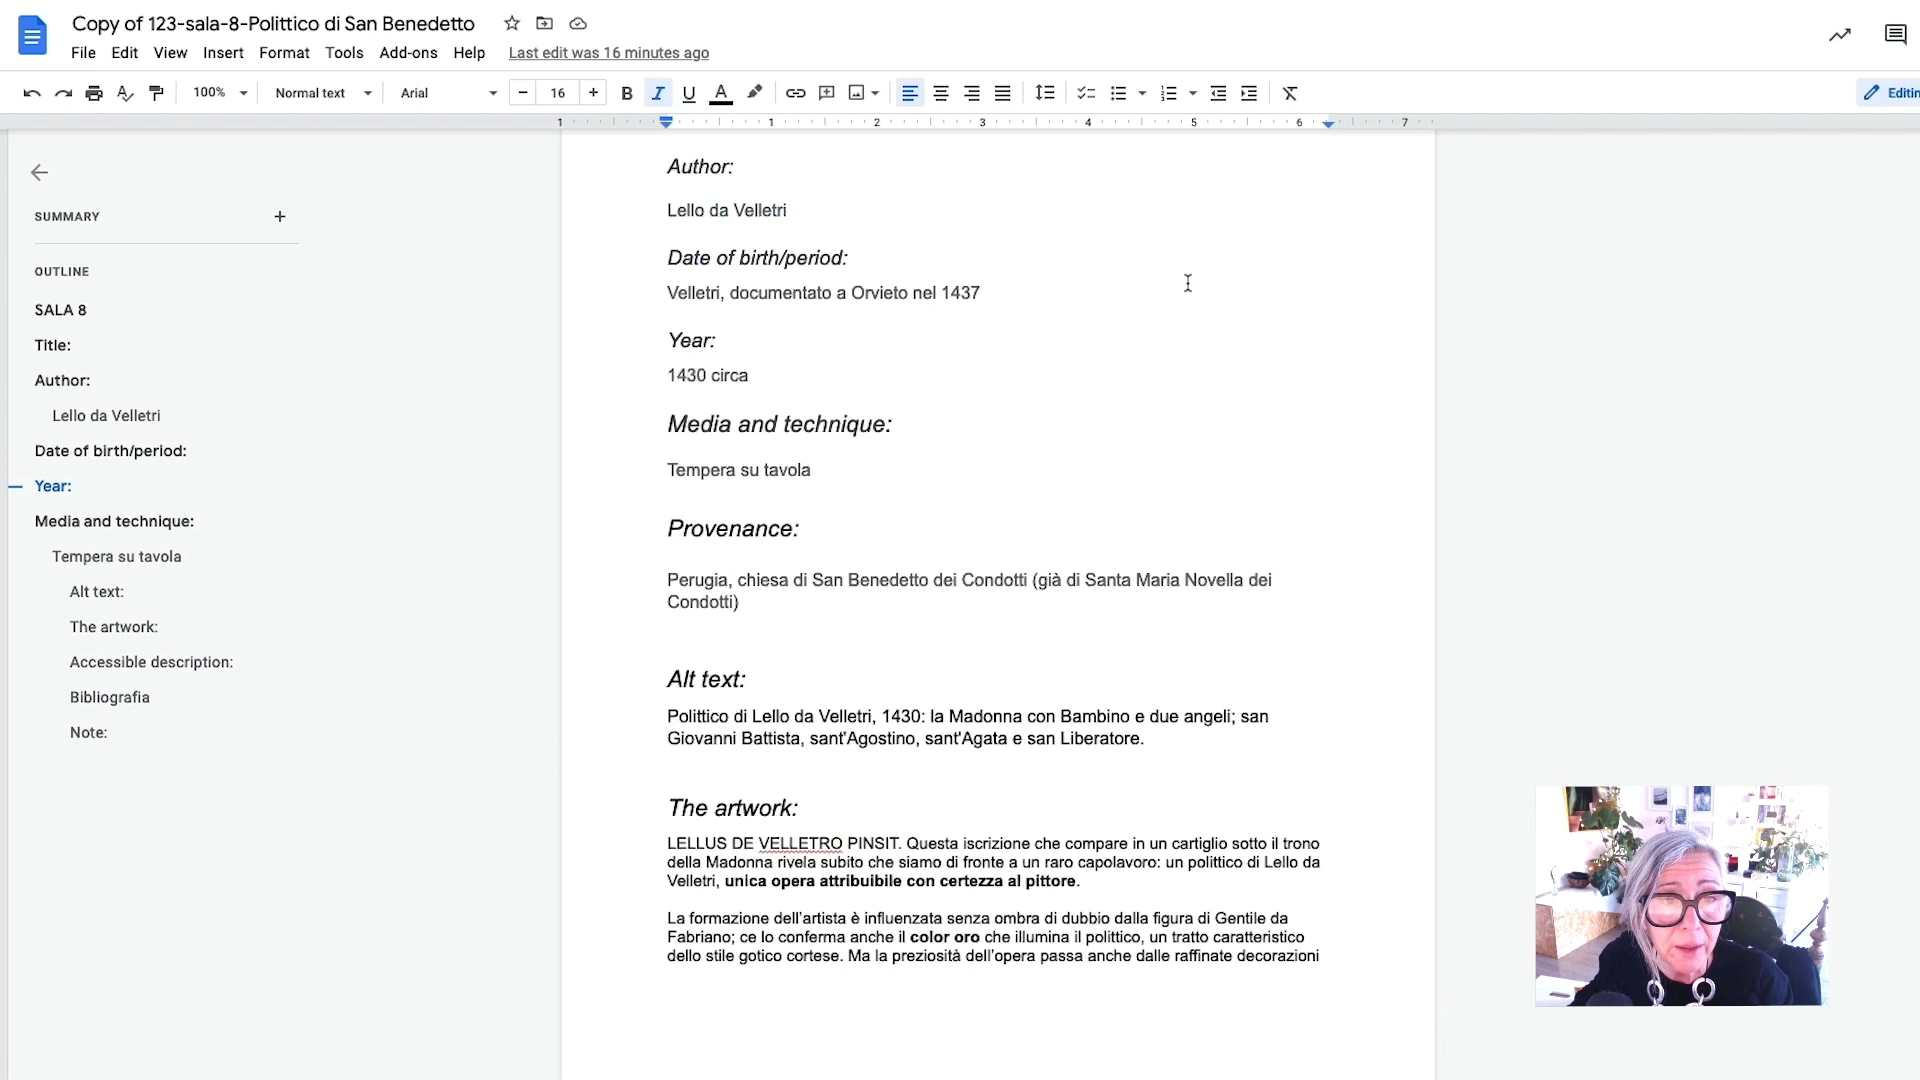 Copy of 123-sala-8-Polittico di San Benedetto
File Edit View Insert Format Tools Add-ons Help Last edit was 16 minutes ago
100% Normal text Arial 16 B I U A
1 1 2 3 4 5 6 7
SUMMARY
OUTLINE
SALA 8
Title:
Author:
Lello da Velletri
Date of birth/period:
Year:
Media and technique:
Tempera su tavola
Alt text:
The artwork:
Accessible description:
Bibliografia
Note:
Author:
Lello da Velletri
Date of birth/period:
Velletri, documentato a Orvieto nel 1437
Year:
1430 circa
Media and technique:
Tempera su tavola
Provenance:
Perugia, chiesa di San Benedetto dei Condotti (già di Santa Maria Novella dei
Condotti)
Alt text:
Polittico di Lello da Velletri, 1430: la Madonna con Bambino e due angeli; san
Giovanni Battista, sant'Agostino, sant'Agata e san Liberatore.
The artwork:
LELLUS DE VELLETRO PINSIT. Questa iscrizione che compare in un cartiglio sotto il trono
della Madonna rivela subito che siamo di fronte a un raro capolavoro: un polittico di Lello da
Velletri, unica opera attribuibile con certezza al pittore.
La formazione dell'artista è influenzata senza ombra di dubbio dalla figura di Gentile da
Fabriano; ce lo conferma anche il color oro che illumina il polittico, un tratto caratteristico
dello stile gotico cortese. Ma la preziosità dell'opera passa anche dalle raffinate decorazioni
Editin